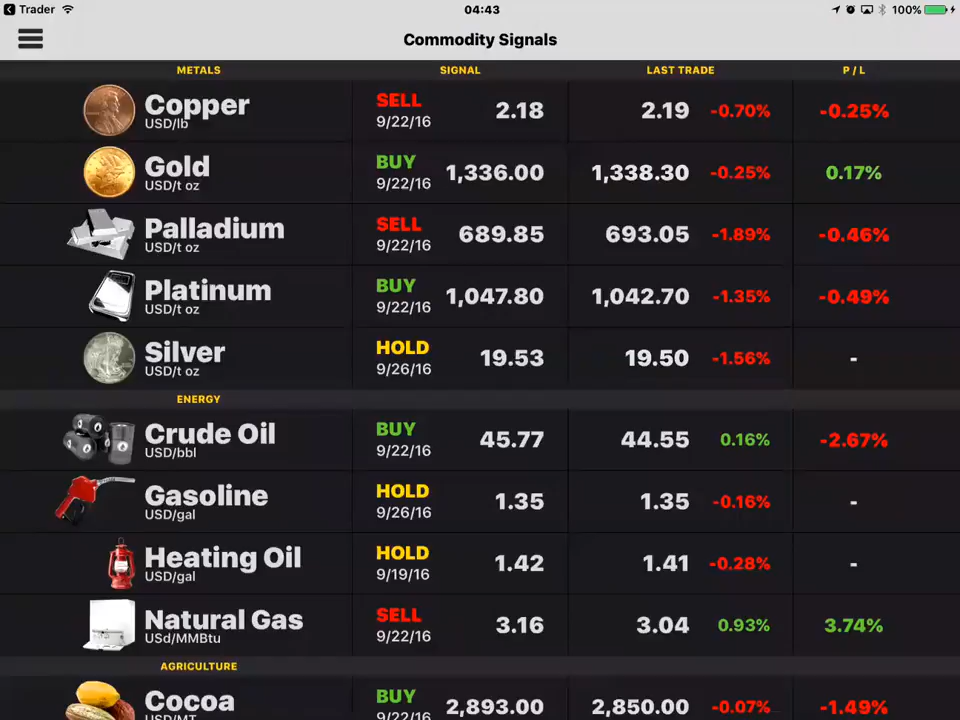 Trader 04:43 100%
Commodity Signals
METALS SIGNAL LAST TRADE P / L
Copper SELL 2.18 2.19 -0.70% -0.25%
USD/lb 9/22/16
Gold BUY 1,336.00 1,338.30 -0.25% 0.17%
USD/t oz 9/22/16
Palladium SELL 689.85 693.05 -1.89% -0.46%
USD/t oz 9/22/16
Platinum BUY 1,047.80 1,042.70 -1.35% -0.49%
USD/t oz 9/22/16
Silver HOLD 19.53 19.50 -1.56% -
USD/t oz 9/26/16
ENERGY
Crude Oil BUY 45.77 44.55 0.16% -2.67%
USD/bbl 9/22/16
Gasoline HOLD 1.35 1.35 -0.16% -
USD/gal 9/26/16
Heating Oil HOLD 1.42 1.41 -0.28% -
USD/gal 9/19/16
Natural Gas SELL 3.16 3.04 0.93% 3.74%
USd/MMBtu 9/22/16
AGRICULTURE
Cocoa BUY 2,893.00 2,850.00 -0.07% -1.49%
USD/MT 9/22/16